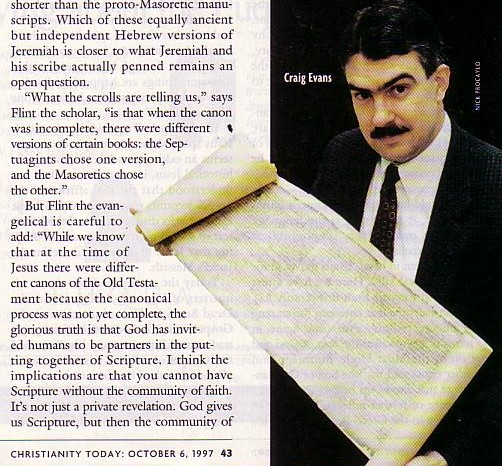 shorter than the proto-Masoretic manu-
scripts. Which of these equally ancient
but independent Hebrew versions of
Jeremiah is closer to what Jeremiah and
his scribe actually penned remains an
open question.
"What the scrolls are telling us," says
Flint the scholar, "is that when the canon
was incomplete, there were different
versions of certain books: the Sep-
tuagints chose one version,
and the Masoretics chose
the other."
But Flint the evan-
gelical is careful to
add: "While we know
that at the time of
Jesus there were differ-
ent canons of the Old Testa-
ment because the canonical
process was not yet complete, the
glorious truth is that God has invit-
ed humans to be partners in the put-
ting together of Scripture. I think the
implications are that you cannot have
Scripture without the community of faith.
It's not just a private revelation. God gives
us Scripture, but then the community of
CHRISTIANITY TODAY: OCTOBER 6, 1997 43
Craig Evans